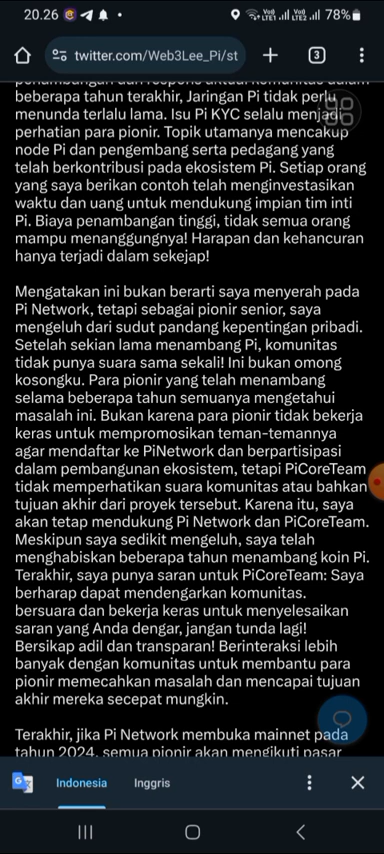 20.26
78%
twitter.com/Web3Lee_Pi/st
3
penambangan dan respons aktual komunitas dalam
beberapa tahun terakhir, Jaringan Pi tidak perlu
menunda terlalu lama. Isu Pi KYC selalu menjadi
perhatian para pionir. Topik utamanya mencakup
node Pi dan pengembang serta pedagang yang
telah berkontribusi pada ekosistem Pi. Setiap orang
yang saya berikan contoh telah menginvestasikan
waktu dan uang untuk mendukung impian tim inti
Pi. Biaya penambangan tinggi, tidak semua orang
mampu menanggungnya! Harapan dan kehancuran
hanya terjadi dalam sekejap!
Mengatakan ini bukan berarti saya menyerah pada
Pi Network, tetapi sebagai pionir senior, saya
mengeluh dari sudut pandang kepentingan pribadi.
Setelah sekian lama menambang Pi, komunitas
tidak punya suara sama sekali! Ini bukan omong
kosongku. Para pionir yang telah menambang
selama beberapa tahun semuanya mengetahui
masalah ini. Bukan karena para pionir tidak bekerja
keras untuk mempromosikan teman-temannya
agar mendaftar ke PiNetwork dan berpartisipasi
dalam pembangunan ekosistem, tetapi PiCoreTeam
tidak memperhatikan suara komunitas atau bahkan
tujuan akhir dari proyek tersebut. Karena itu, saya
akan tetap mendukung Pi Network dan PiCoreTeam.
Meskipun saya sedikit mengeluh, saya telah
menghabiskan beberapa tahun menambang koin Pi.
Terakhir, saya punya saran untuk PiCoreTeam: Saya
berharap dapat mendengarkan komunitas.
bersuara dan bekerja keras untuk menyelesaikan
saran yang Anda dengar, jangan tunda lagi!
Bersikap adil dan transparan! Berinteraksi lebih
banyak dengan komunitas untuk membantu para
pionir memecahkan masalah dan mencapai tujuan
akhir mereka secepat mungkin.
Terakhir, jika Pi Network membuka mainnet pada
tahun 2024, semua pionir akan mengikuti pasar
Indonesia
Inggris